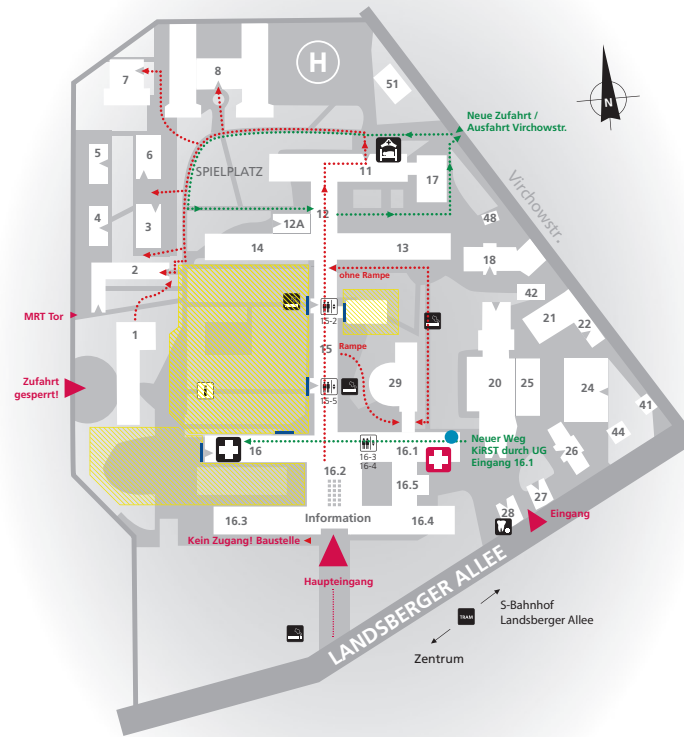 7
8
H
51
Neue Zufahrt /
Ausfahrt Virchowstr.
N
5
6
SPIELPLATZ
11
17
Virchowstr.
4
3
12
12A
48
14
13
18
2
ohne Rampe
42
MRT Tor
15-2
21
22
1
15
Rampe
Zufahrt
gesperrt!
29
20
25
24
15-5
41
44
16
16-3
16-4
16.1
Neuer Weg
KiRST durch UG
Eingang 16.1
26
16.2
16.5
27
28
16.3
Information
16.4
Eingang
Kein Zugang! Baustelle
Haupteingang
LANDSBERGER ALLEE
S-Bahnhof
Landsberger Allee
TRAM
Zentrum